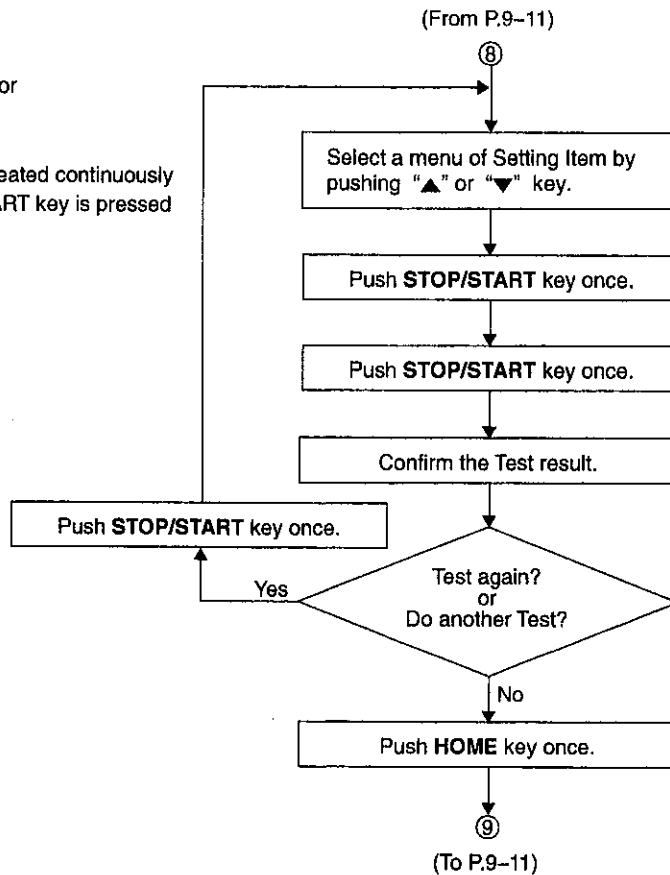 (From P.9–11)
⑧
or
eated continuously
ART key is pressed
Select a menu of Setting Item by
pushing “▲” or “▼” key.
Push STOP/START key once.
Push STOP/START key once.
Confirm the Test result.
Push STOP/START key once.
Test again?
or
Do another Test?
Yes
No
Push HOME key once.
⑨
(To P.9–11)